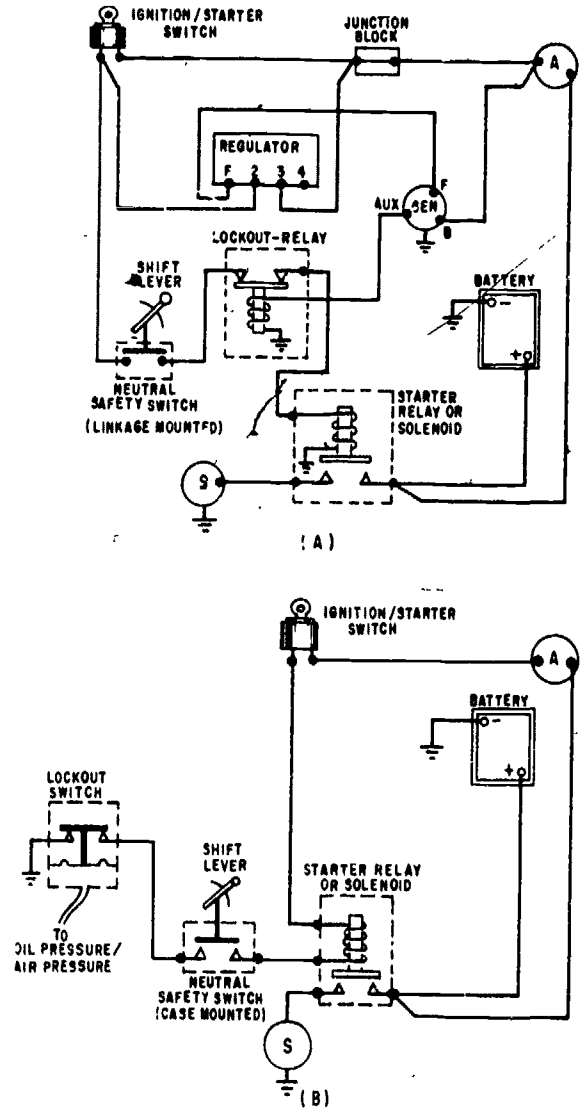 IGNITION/STARTER
SWITCH
JUNCTION
BLOCK
A
REGULATOR
F 2 3 4
F
AUX GEN
B
LOCKOUT-RELAY
SHIFT
LEVER
BATTERY
-
+
NEUTRAL
SAFETY SWITCH
(LINKAGE MOUNTED)
STARTER
RELAY OR
SOLENOID
S
(A)
IGNITION/STARTER
SWITCH
A
BATTERY
-
+
LOCKOUT
SWITCH
SHIFT
LEVER
STARTER RELAY
OR SOLENOID
TO
OIL PRESSURE/
AIR PRESSURE
NEUTRAL
SAFETY SWITCH
(CASE MOUNTED)
S
(B)